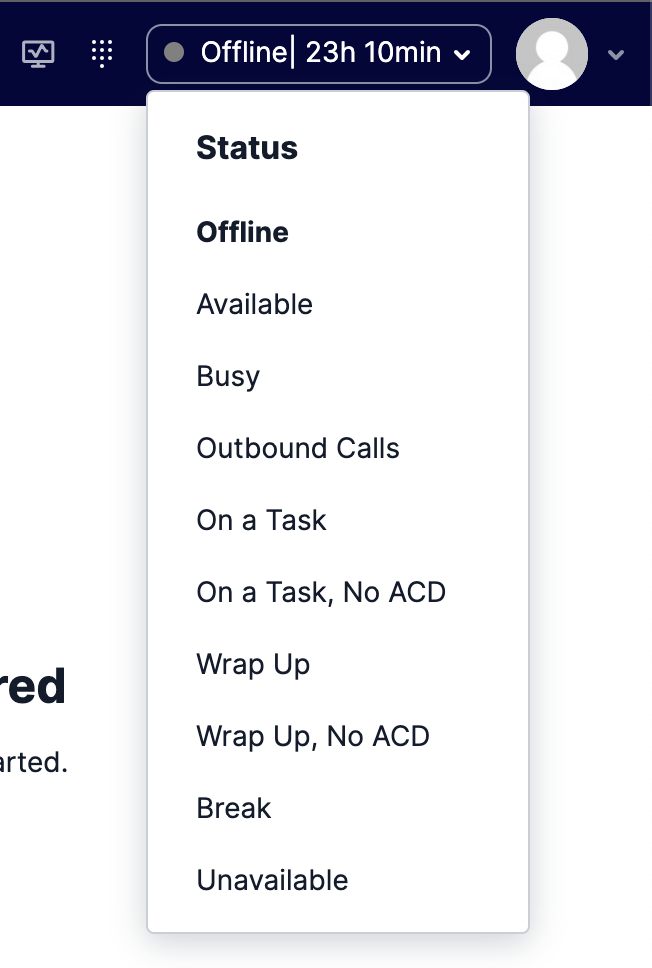 Offline| 23h 10min
Status
Offline
Available
Busy
Outbound Calls
On a Task
On a Task, No ACD
Wrap Up
red
Wrap Up, No ACD
arted.
Break
Unavailable